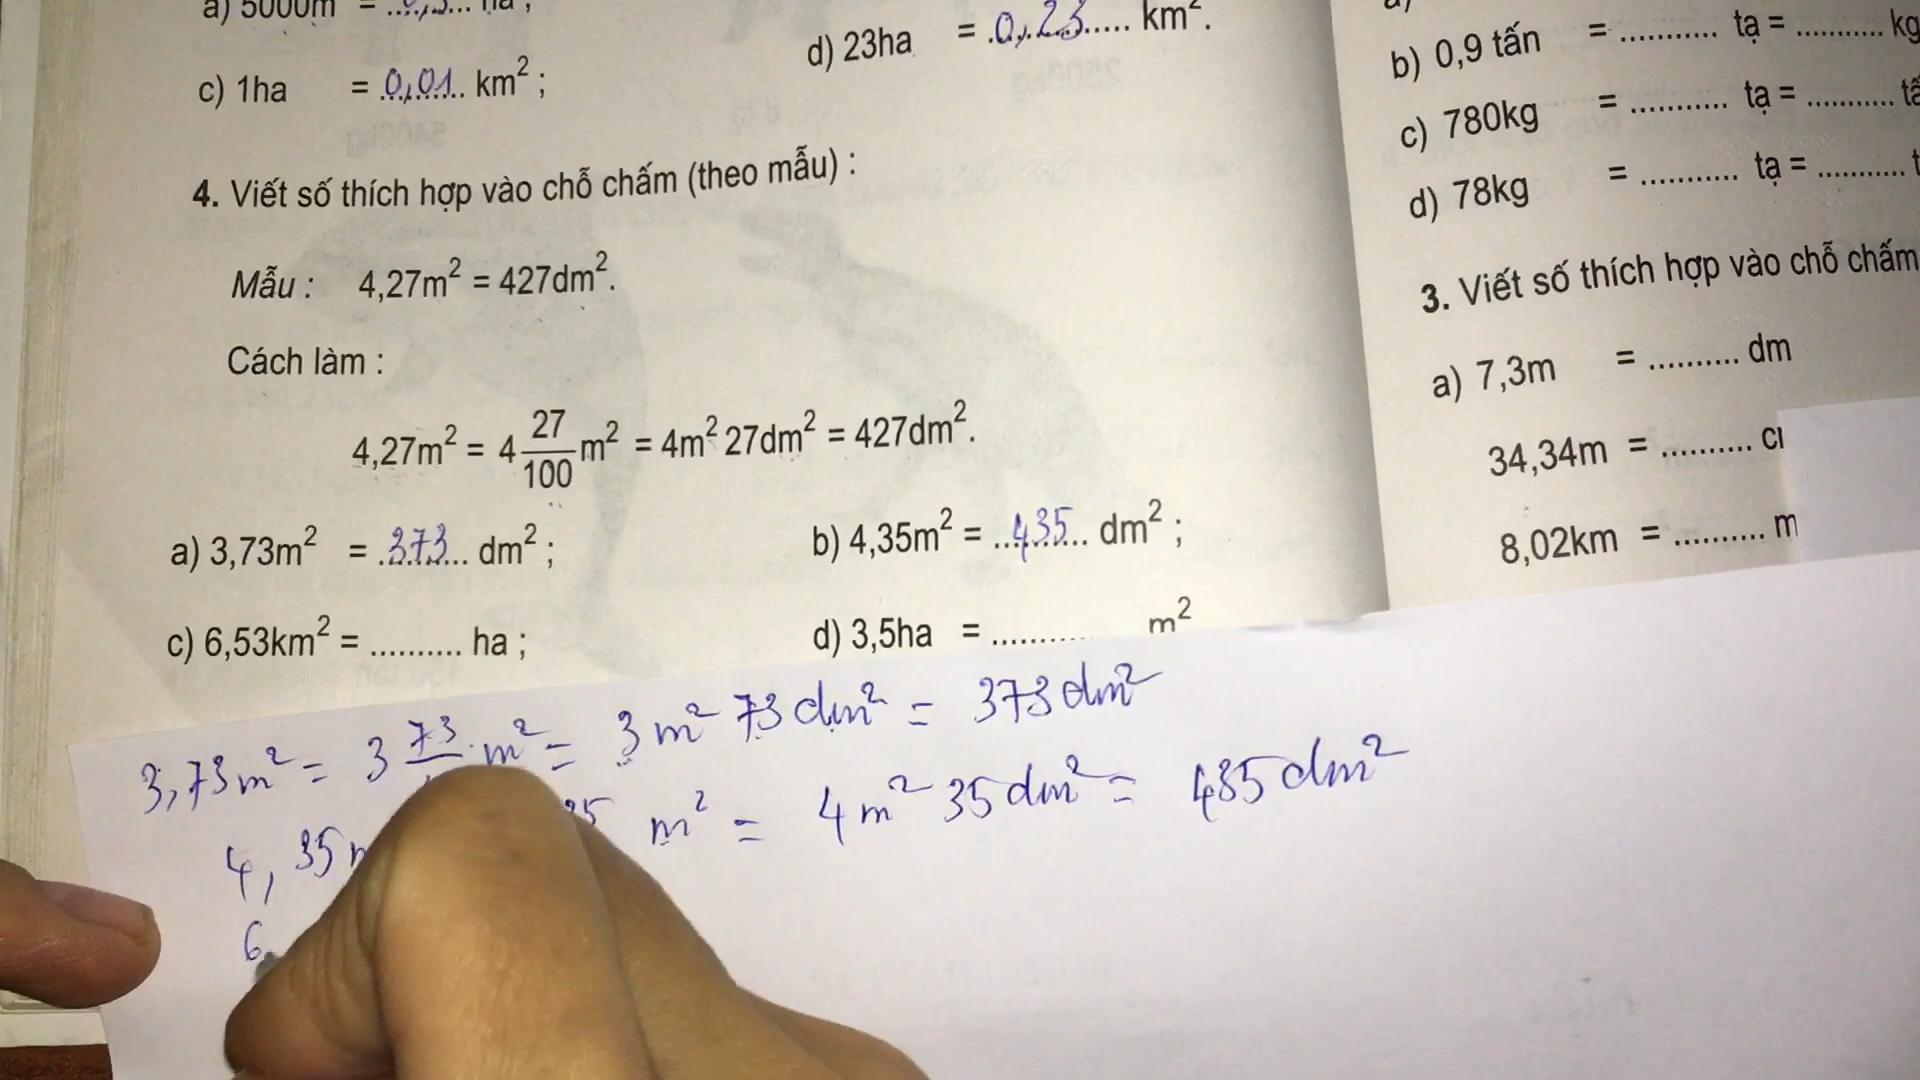 a) 5000m = ........ ha ;
d) 23ha = .0,23..... km².
c) 1ha = 0,01.. km² ;
4. Viết số thích hợp vào chỗ chấm (theo mẫu) :
Mẫu : 4,27m² = 427dm².
Cách làm :
4,27m² = 4 27/100 m² = 4m² 27dm² = 427dm².
a) 3,73m² = .373... dm² ;
b) 4,35m² = ..435.. dm² ;
c) 6,53km² = .......... ha ;
d) 3,5ha = .......... m²
3,73m² = 3 73 m² = 3m² 73dm² = 373dm²
4,35 35 m² = 4m² 35dm² = 435dm²
6
b) 0,9 tấn = ........... tạ = .......... kg
c) 780kg = ........... tạ = ..........
d) 78kg = ........... tạ = ..........
3. Viết số thích hợp vào chỗ chấm
a) 7,3m = .......... dm
34,34m = ..........
8,02km = .......... m